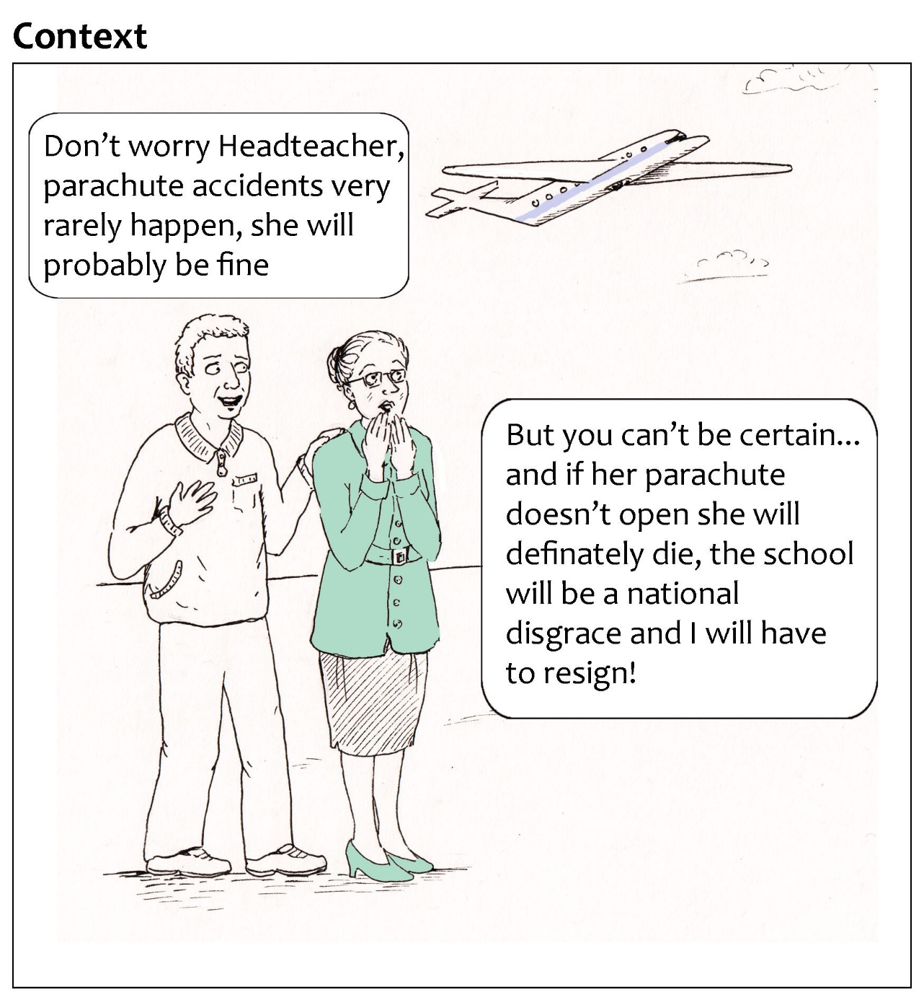 Context
Don’t worry Headteacher,
parachute accidents very
rarely happen, she will
probably be fine
But you can’t be certain...
and if her parachute
doesn’t open she will
definately die, the school
will be a national
disgrace and I will have
to resign!